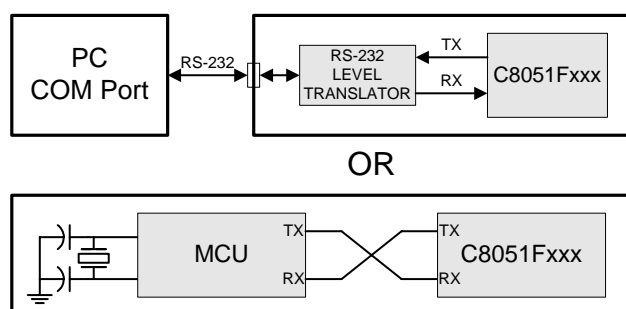 PC
COM Port
RS-232
RS-232
LEVEL
TRANSLATOR
TX
RX
C8051Fxxx
OR
MCU
TX
RX
TX
RX
C8051Fxxx